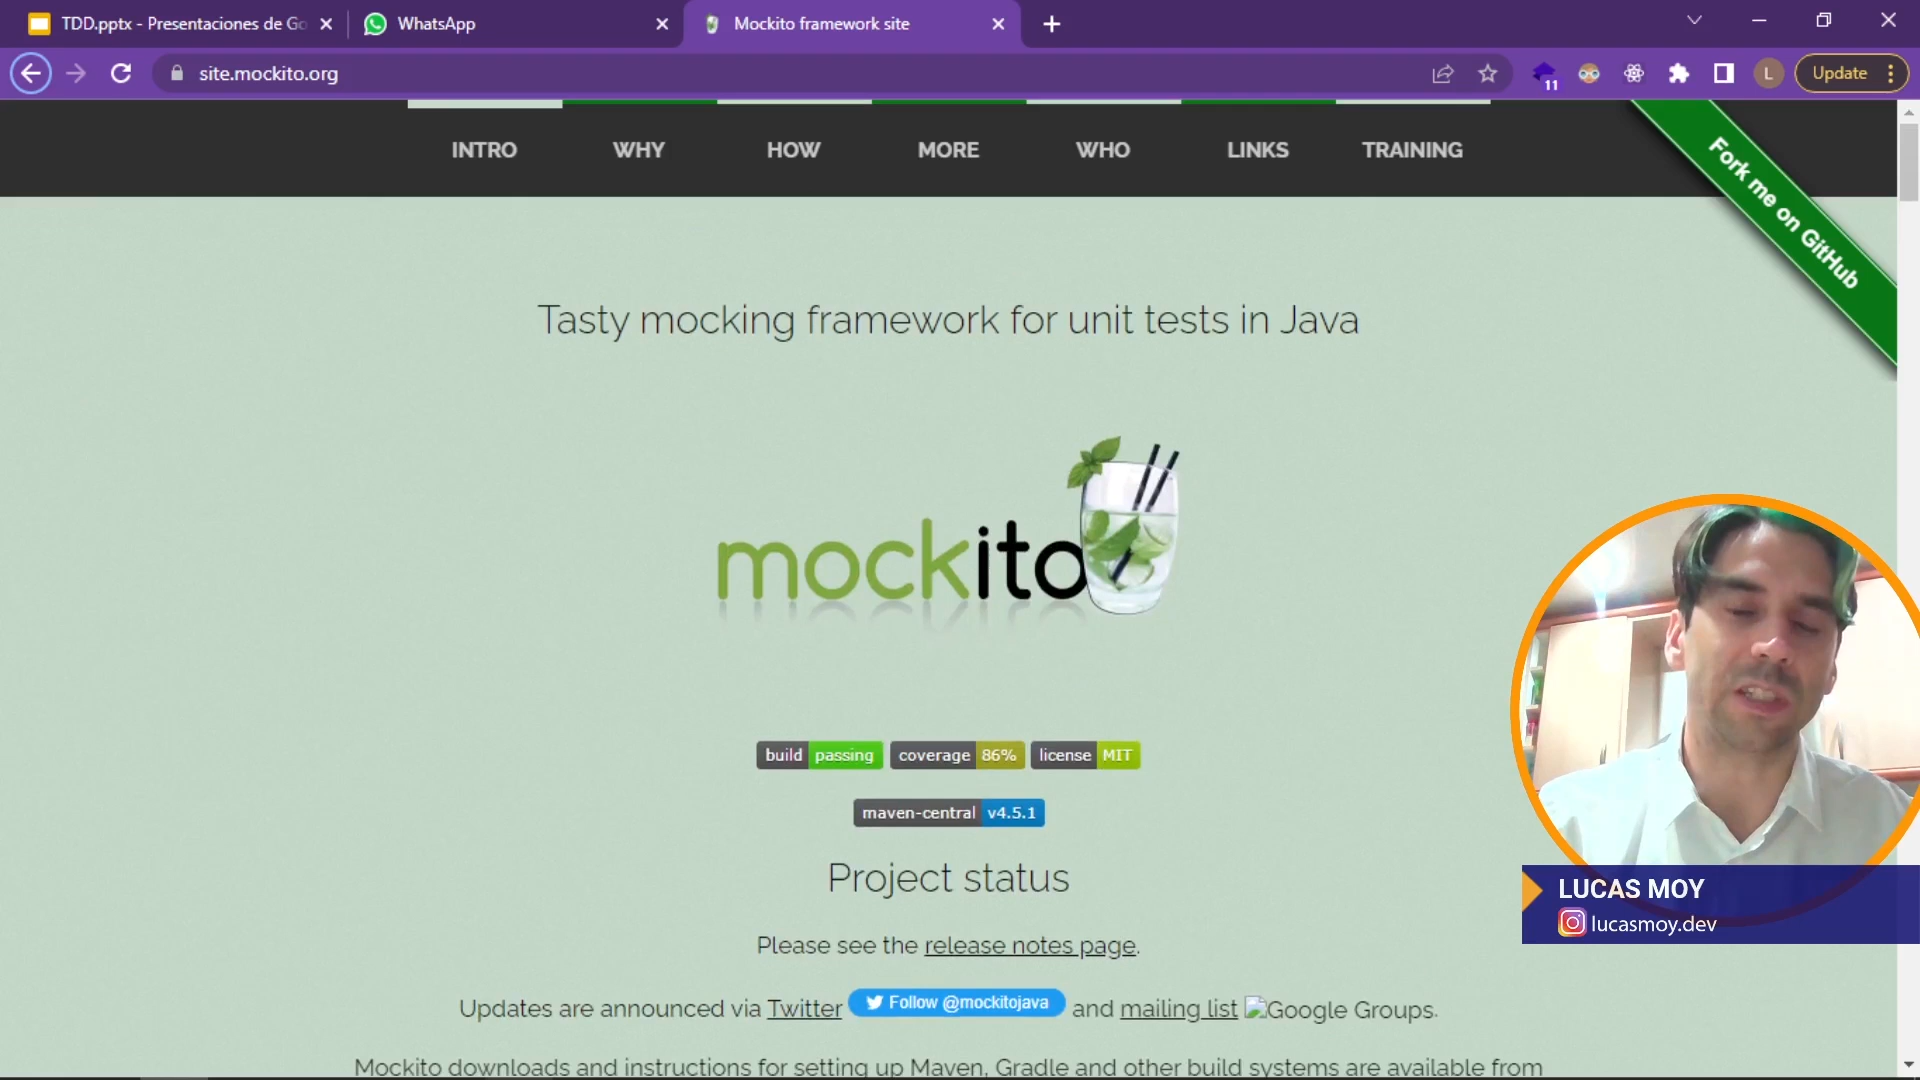 TDD.pptx - Presentaciones de Go
WhatsApp
Mockito framework site
site.mockito.org
11
L
Update
INTRO
WHY
HOW
MORE
WHO
LINKS
TRAINING
Fork me on GitHub
Tasty mocking framework for unit tests in Java
mockito
build passing
coverage 86%
license MIT
maven-central v4.5.1
Project status
Please see the release notes page.
Updates are announced via Twitter Follow @mockitojava and mailing list Google Groups.
Mockito downloads and instructions for setting up Maven, Gradle and other build systems are available from
LUCAS MOY
lucasmoy.dev